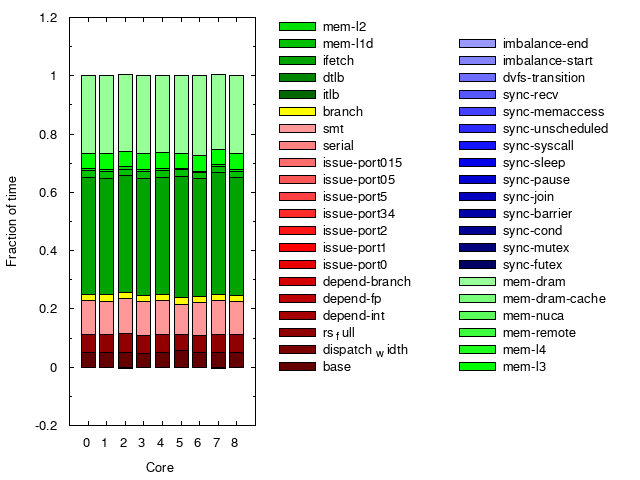 1.2
1
0.8
0.6
0.4
0.2
0
-0.2
Fraction of time
0 1 2 3 4 5 6 7 8
Core
mem-l2
mem-l1d
ifetch
dtlb
itlb
branch
smt
serial
issue-port015
issue-port05
issue-port5
issue-port34
issue-port2
issue-port1
issue-port0
depend-branch
depend-fp
depend-int
rsfull
dispatchwidth
base
imbalance-end
imbalance-start
dvfs-transition
sync-recv
sync-memaccess
sync-unscheduled
sync-syscall
sync-sleep
sync-pause
sync-join
sync-barrier
sync-cond
sync-mutex
sync-futex
mem-dram
mem-dram-cache
mem-nuca
mem-remote
mem-l4
mem-l3